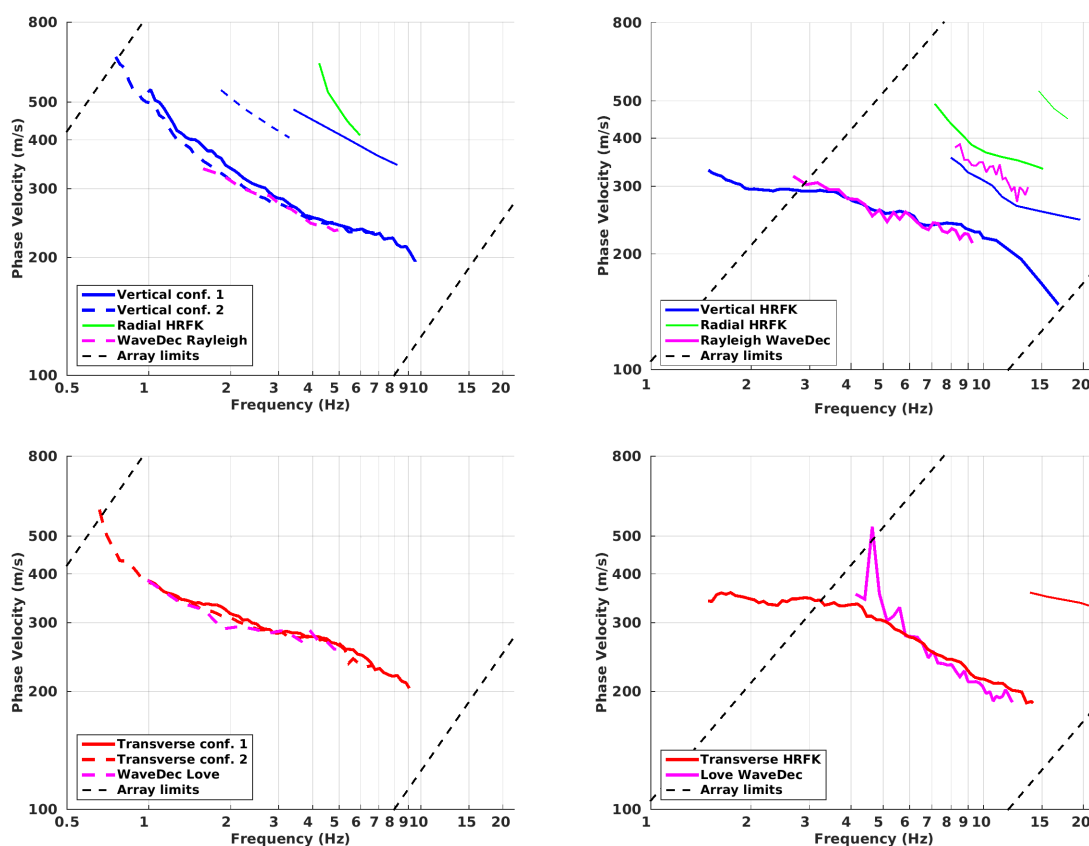 800
500
400
300
200
100
Phase Velocity (m/s)
Vertical conf. 1
Vertical conf. 2
Radial HRFK
WaveDec Rayleigh
Array limits
0.5 1 2 3 4 5 6 7 8 9 10 15 20
Frequency (Hz)
800
500
400
300
200
100
Phase Velocity (m/s)
Vertical HRFK
Radial HRFK
Rayleigh WaveDec
Array limits
1 2 3 4 5 6 8 9 10 15 20
Frequency (Hz)
800
500
400
300
200
100
Phase Velocity (m/s)
Transverse conf. 1
Transverse conf. 2
WaveDec Love
Array limits
0.5 1 2 3 4 5 6 7 8 9 10 15 20
Frequency (Hz)
800
500
400
300
200
100
Phase Velocity (m/s)
Transverse HRFK
Love WaveDec
Array limits
1 2 3 4 5 6 8 9 10 15 20
Frequency (Hz)